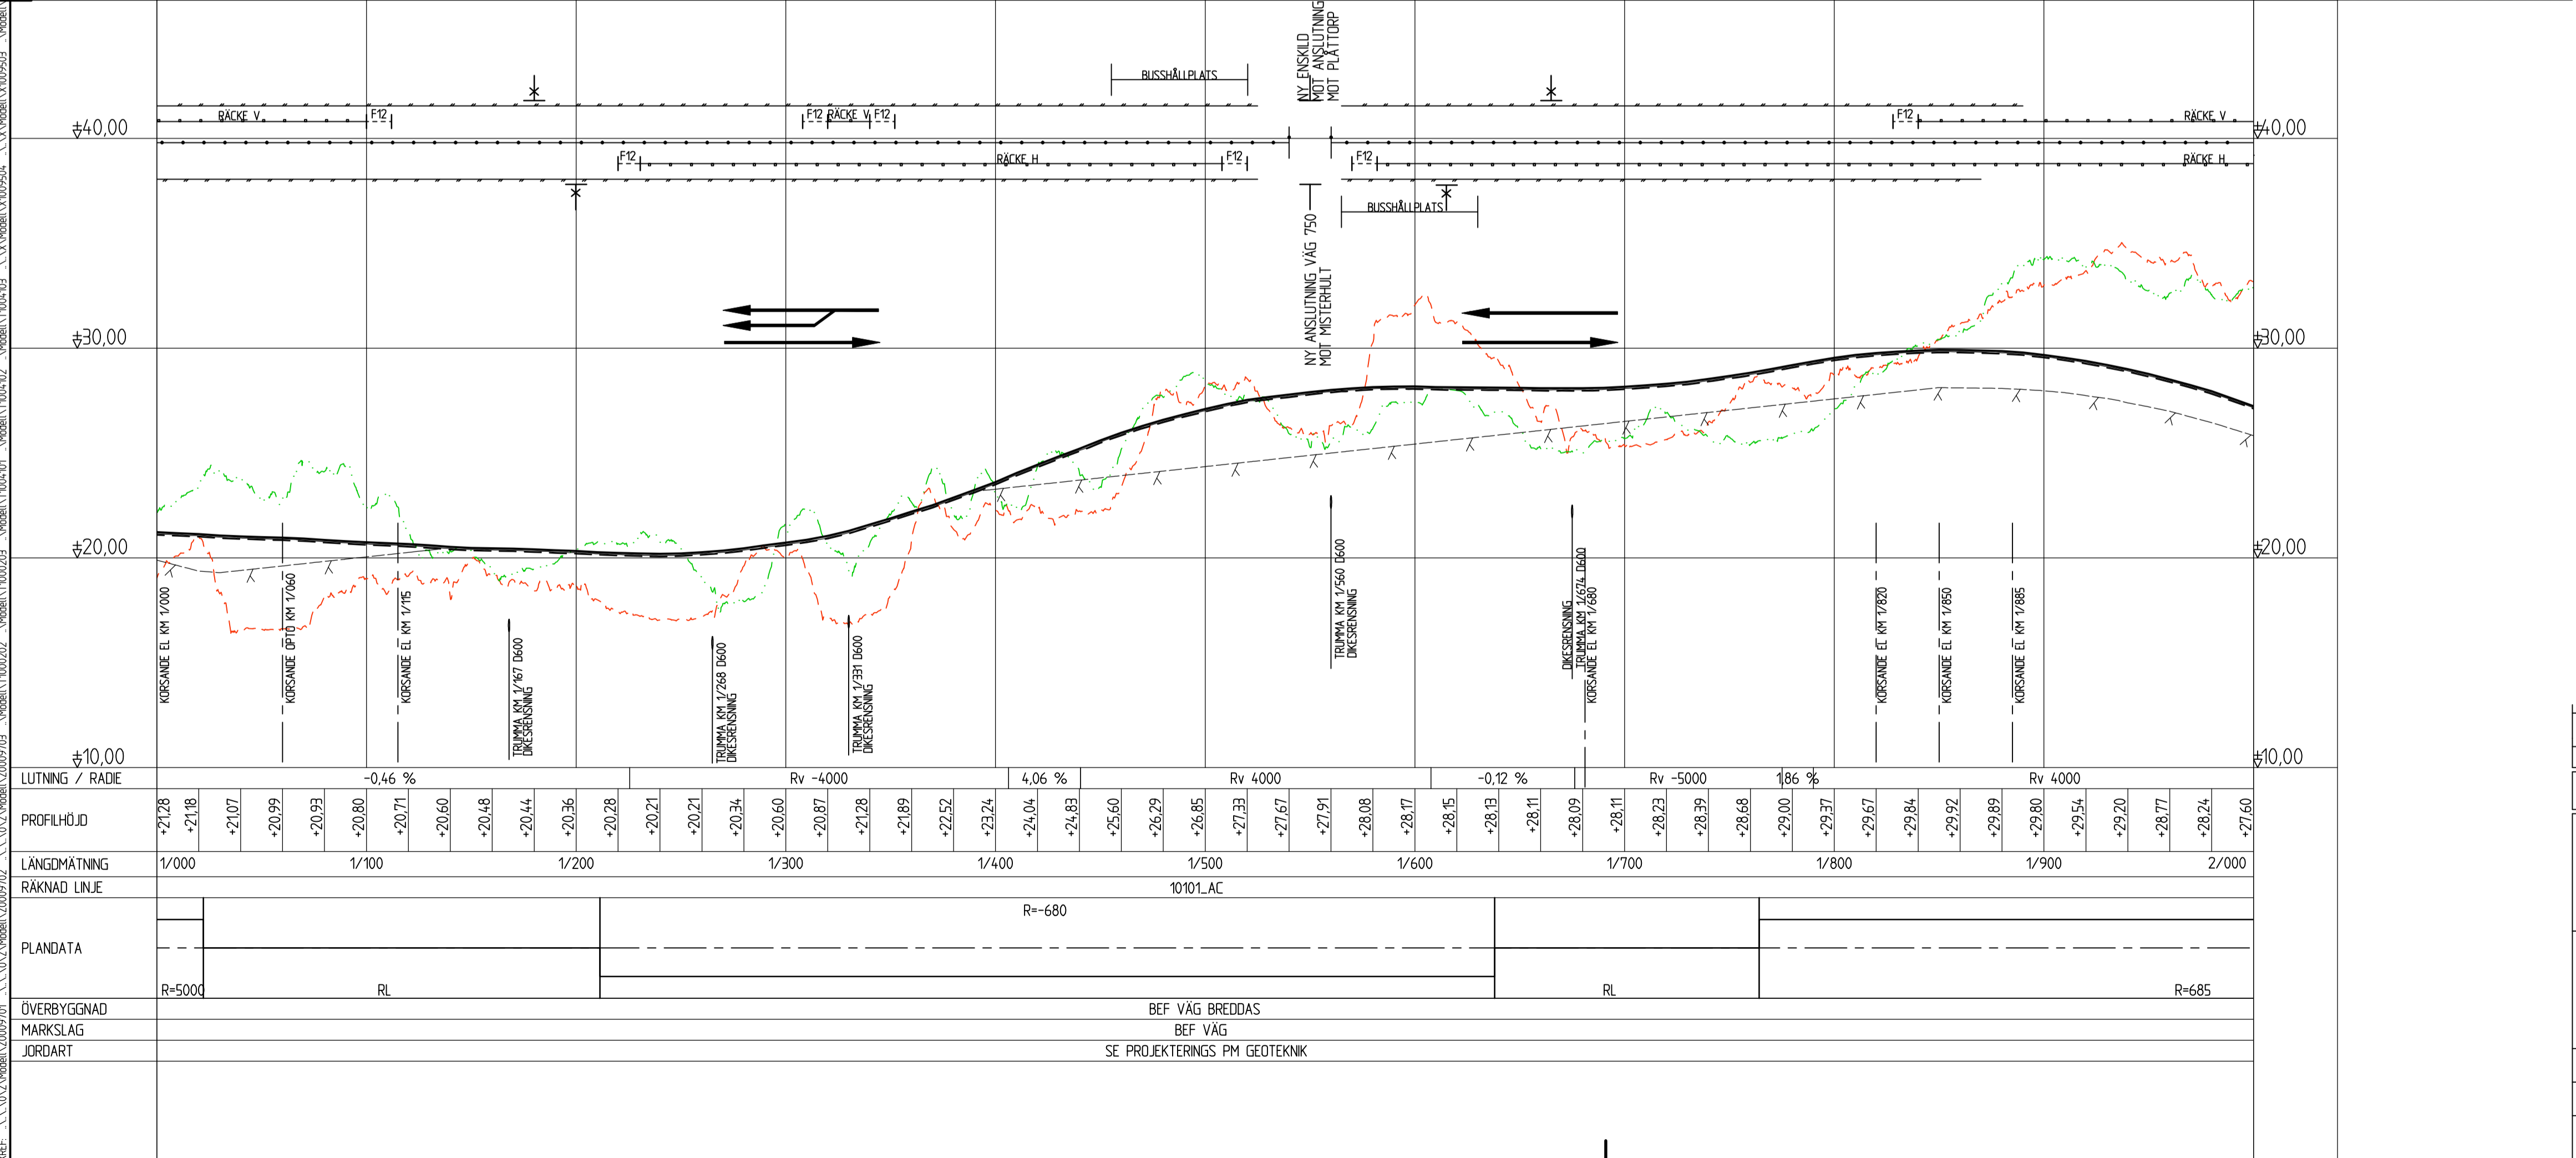 NY ENSKILD
MOT ANSLUTNING
MOT PLÅTTORP
BUSSHÅLLPLATS
RÄCKE V
F12
F12
RÄCKE V
F12
F12
RÄCKE V
+40,00
+40,00
F12
RÄCKE H
F12
F12
RÄCKE H
BUSSHÅLLPLATS
NY ANSLUTNING VÄG 750
MOT MISTERHULT
+30,00
+30,00
+20,00
+20,00
KORSANDE EL KM 1/000
KORSANDE OPTO KM 1/060
KORSANDE EL KM 1/115
TRUMMA KM 1/167 D600
DIKESRENSNING
TRUMMA KM 1/268 D600
DIKESRENSNING
TRUMMA KM 1/331 D600
DIKESRENSNING
TRUMMA KM 1/560 D600
DIKESRENSNING
DIKESRENSNING
TRUMMA KM 1/674 D600
KORSANDE EL KM 1/680
KORSANDE EL KM 1/820
KORSANDE EL KM 1/850
KORSANDE EL KM 1/885
+10,00
+10,00
LUTNING / RADIE
-0,46 %
Rv -4000
4,06 %
Rv 4000
-0,12 %
Rv -5000
1,86 %
Rv 4000
PROFILHÖJD
+21,28
+21,18
+21,07
+20,99
+20,93
+20,80
+20,71
+20,60
+20,48
+20,44
+20,36
+20,28
+20,21
+20,21
+20,34
+20,60
+20,87
+21,28
+21,89
+22,52
+23,24
+24,04
+24,83
+25,60
+26,29
+26,85
+27,33
+27,67
+27,91
+28,08
+28,17
+28,15
+28,13
+28,11
+28,09
+28,11
+28,23
+28,39
+28,68
+29,00
+29,37
+29,67
+29,84
+29,92
+29,89
+29,80
+29,54
+29,20
+28,77
+28,24
+27,60
LÄNGDMÄTNING
1/000
1/100
1/200
1/300
1/400
1/500
1/600
1/700
1/800
1/900
2/000
RÄKNAD LINJE
10101_AC
PLANDATA
R=5000
RL
R=-680
RL
R=685
ÖVERBYGGNAD
BEF VÄG BREDDAS
MARKSLAG
BEF VÄG
JORDART
SE PROJEKTERINGS PM GEOTEKNIK